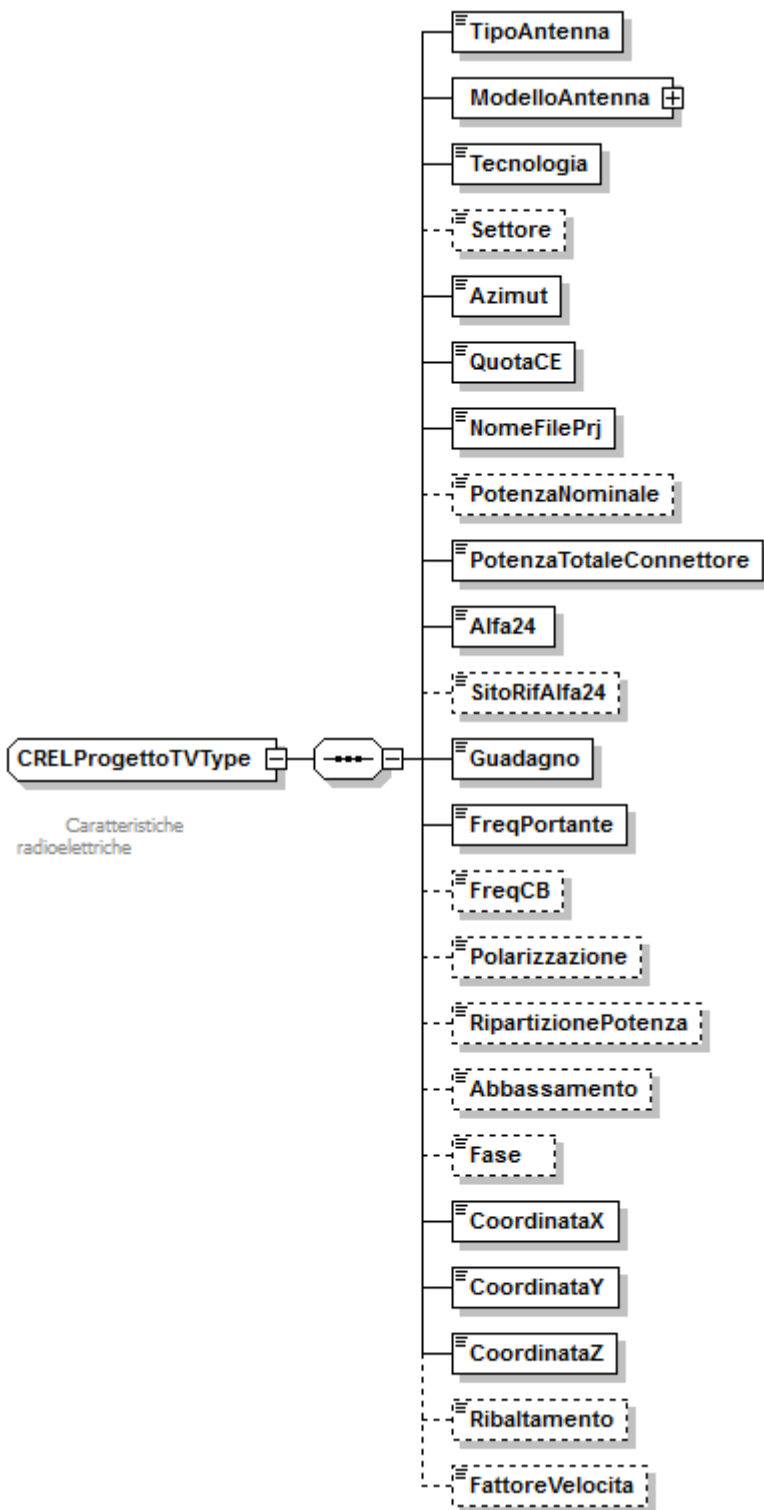 TipoAntenna
ModelloAntenna
Tecnologia
Settore
Azimut
QuotaCE
NomeFilePrj
PotenzaNominale
PotenzaTotaleConnettore
Alfa24
SitoRifAlfa24
CRELProgettoTVType
Guadagno
Caratteristiche
radioelettriche
FreqPortante
FreqCB
Polarizzazione
RipartizionePotenza
Abbassamento
Fase
CoordinataX
CoordinataY
CoordinataZ
Ribaltamento
FattoreVelocita